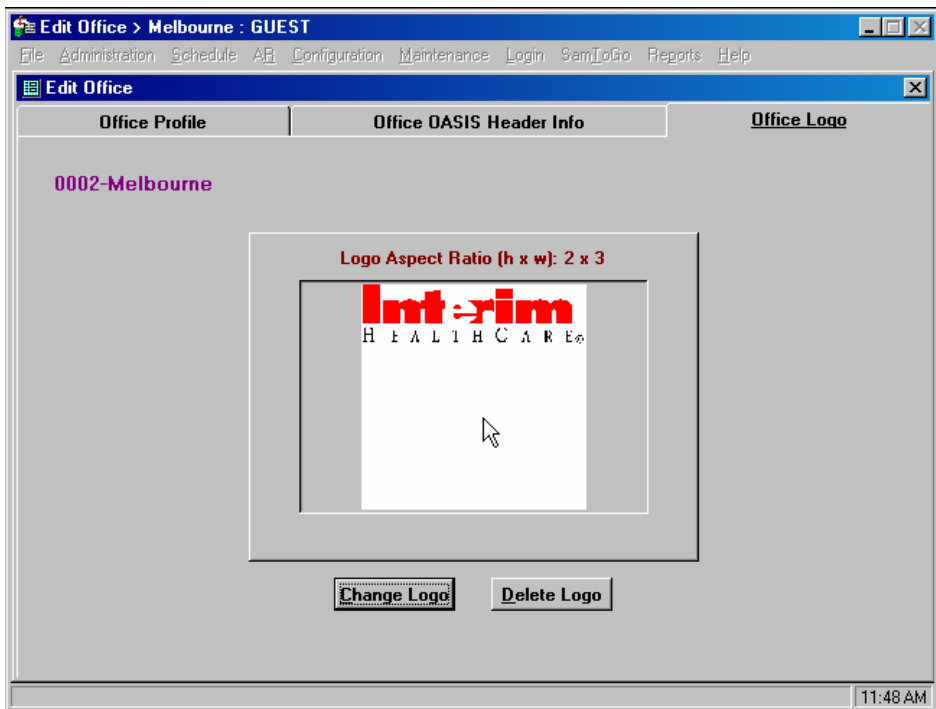 Edit Office > Melbourne : GUEST
File Administration Schedule AR Configuration Maintenance Login SamToGo Reports Help
Edit Office
Office Profile Office OASIS Header Info Office Logo
0002-Melbourne
Logo Aspect Ratio (h x w): 2 x 3
Interim
HEALTHCARE®
Change Logo Delete Logo
11:48 AM